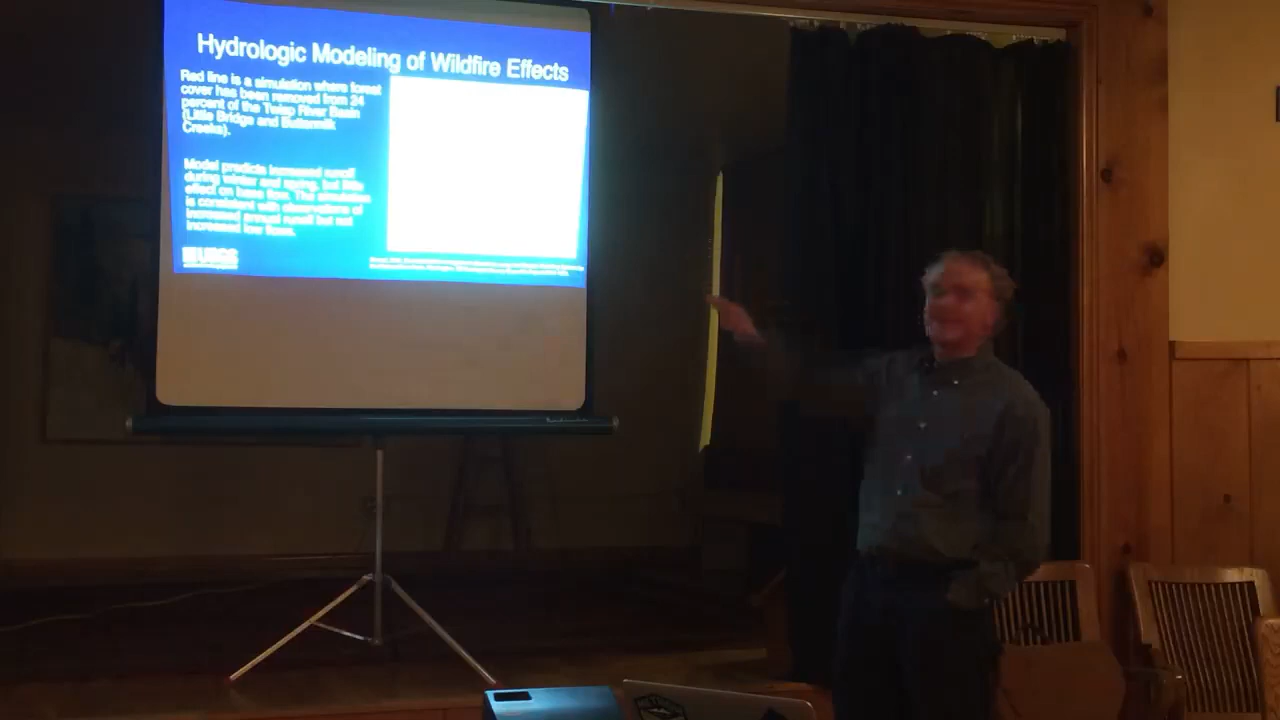 Hydrologic Modeling of Wildfire Effects
Red line is a simulation where forest
cover has been removed from 24
percent of the Twisp River Basin
(Little Bridge and Buttermilk
Creeks).
Model predicts increased runoff
during winter and spring, but little
effect on base flow. The simulation
is consistent with observations of
increased annual runoff but not
increased low flows.
USGS